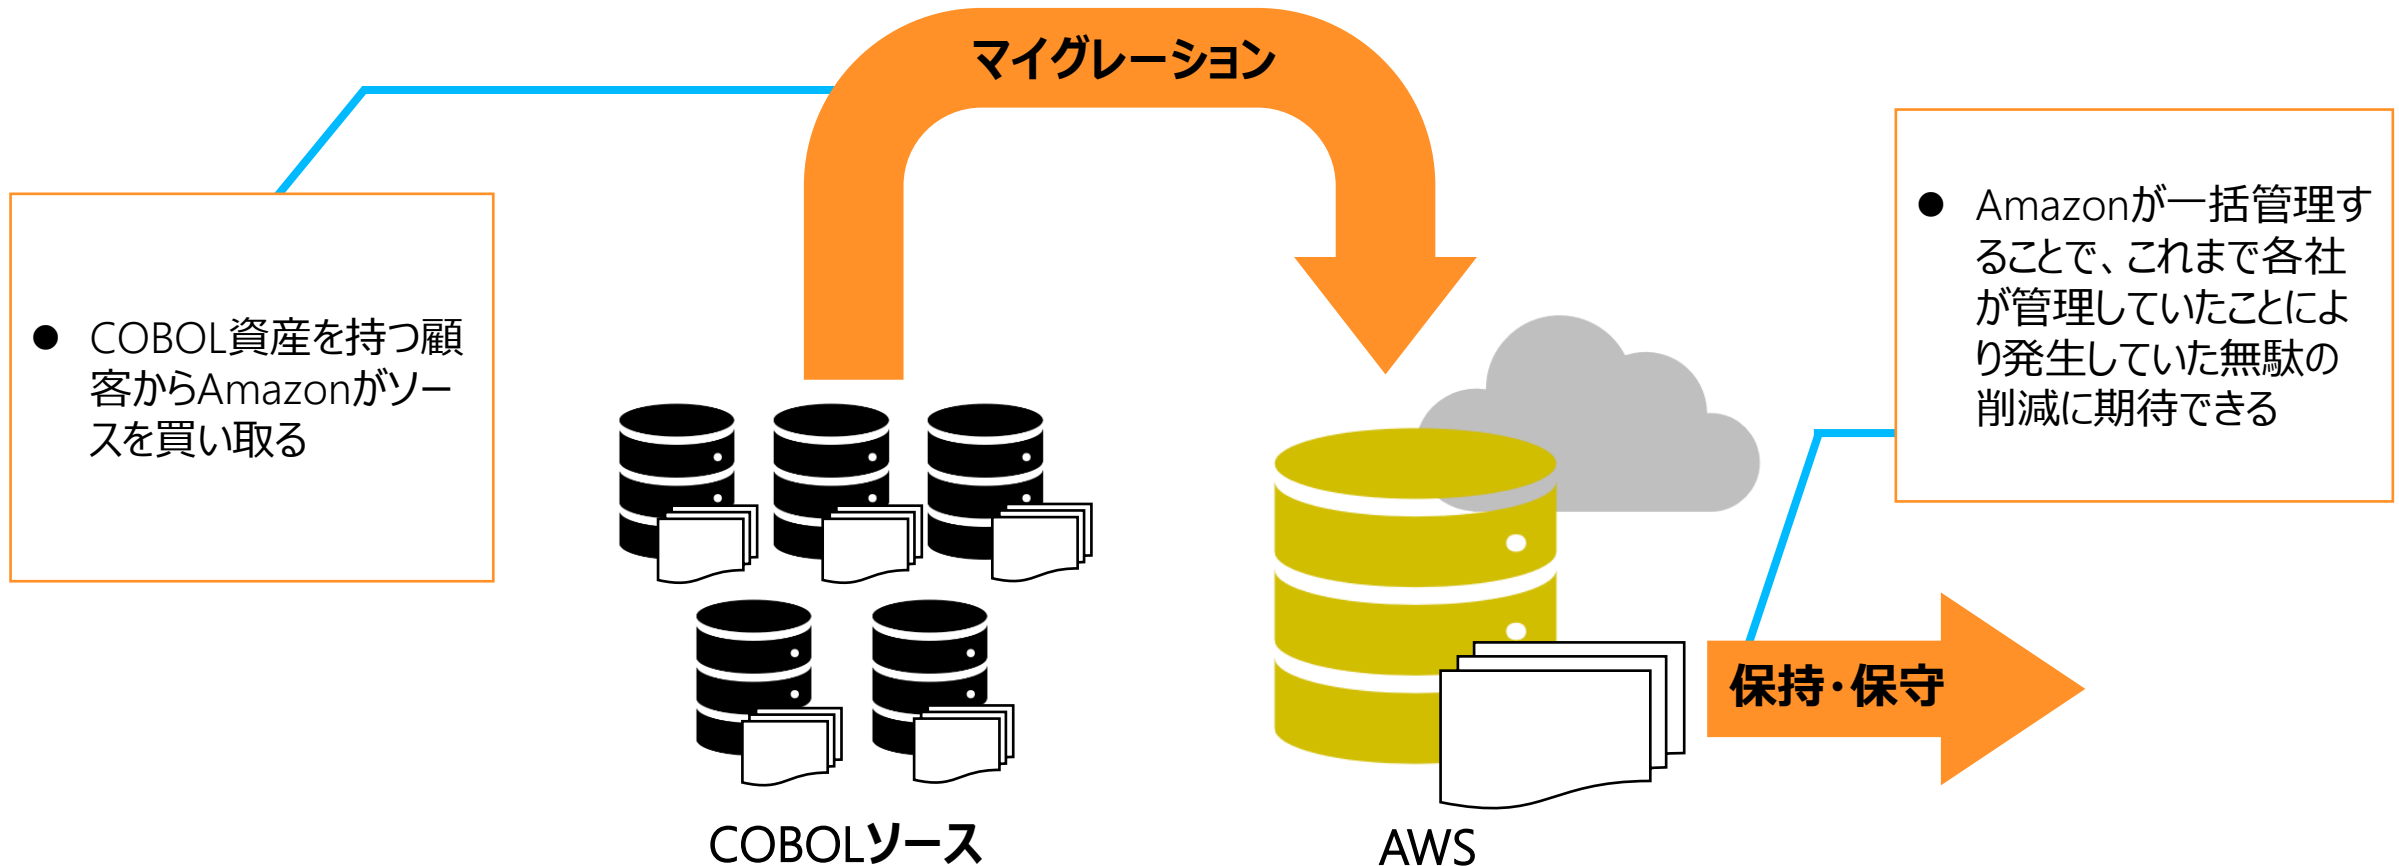 マイグレーション
● COBOL資産を持つ顧
客からAmazonがソー
スを買い取る
● Amazonが一括管理す
ることで、これまで各社
が管理していたことによ
り発生していた無駄の
削減に期待できる
保持・保守
COBOLソース
AWS